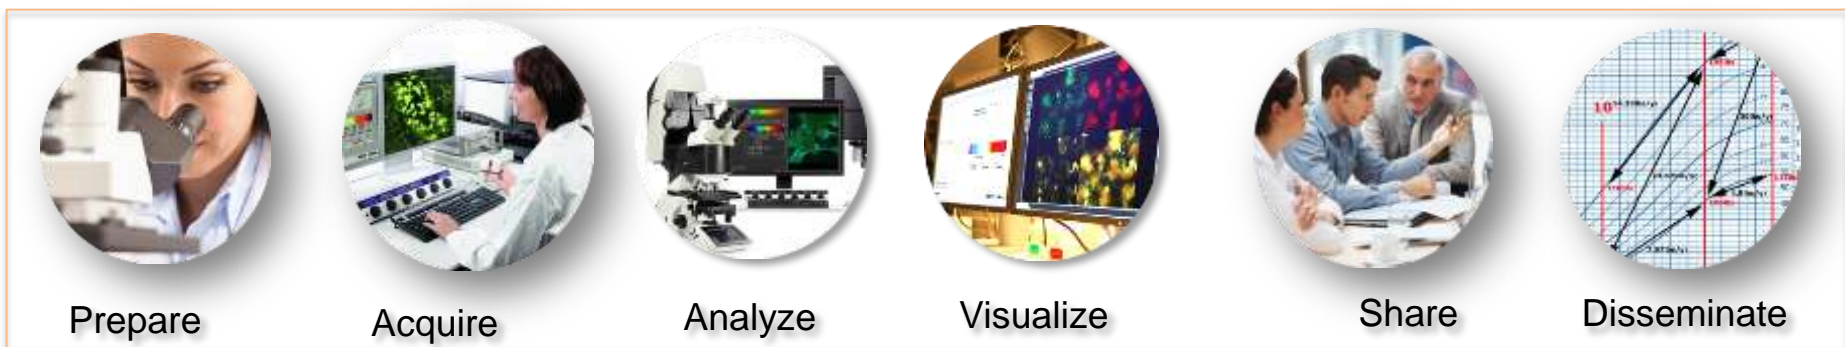 Prepare
Acquire
Analyze
Visualize
Share
Disseminate